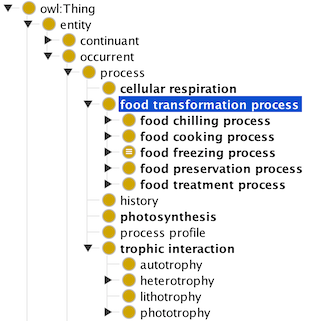 owl:Thing
entity
continuant
occurrent
process
cellular respiration
food transformation process
food chilling process
food cooking process
food freezing process
food preservation process
food treatment process
history
photosynthesis
process profile
trophic interaction
autotrophy
heterotrophy
lithotrophy
phototrophy